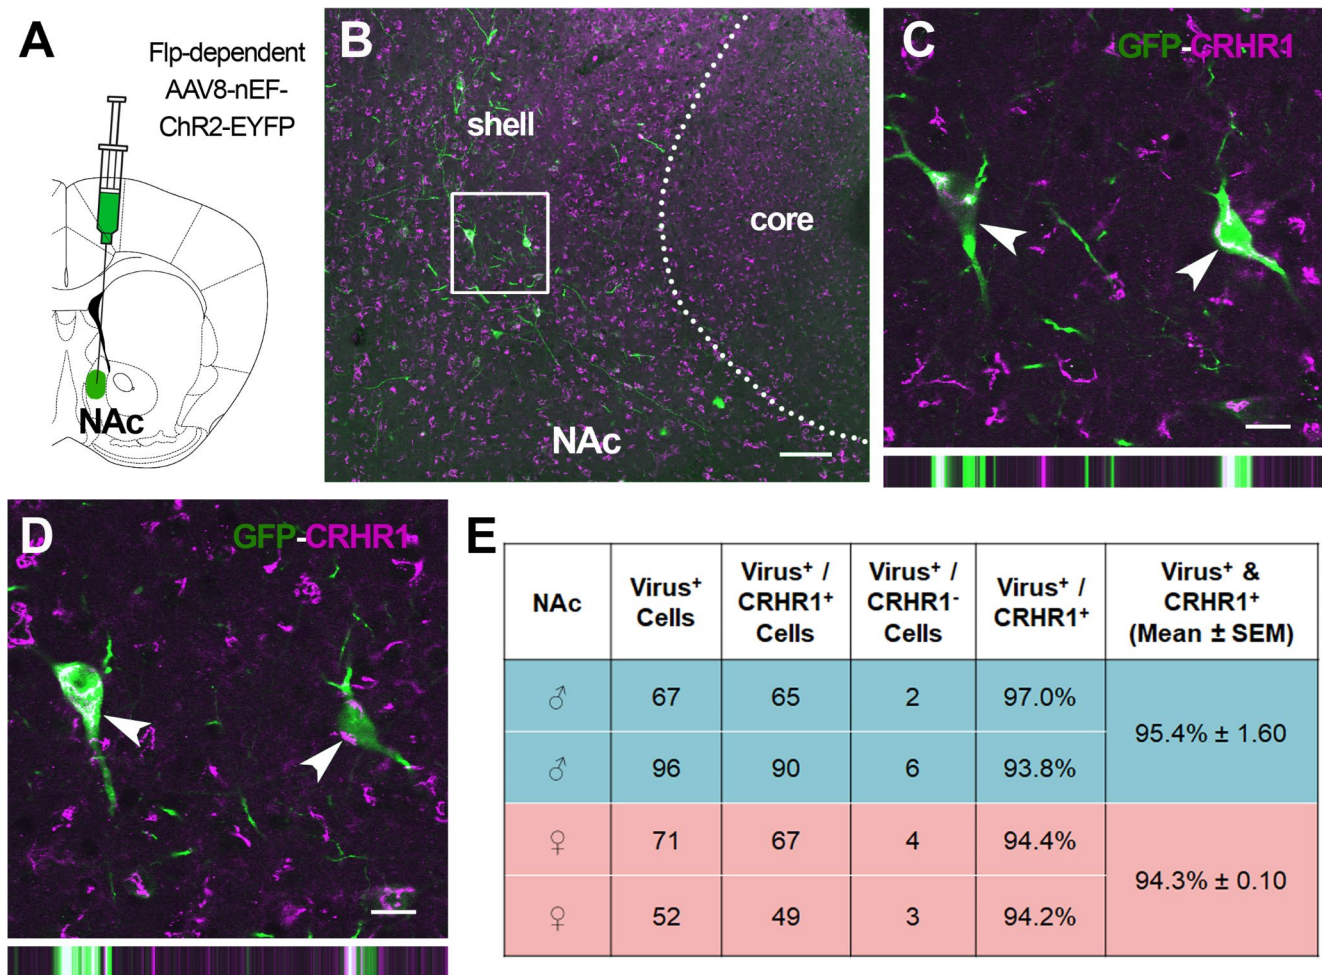 A
Flp-dependent
AAV8-nEF-
ChR2-EYFP
NAc
B
shell
core
NAc
C
GFP-CRHR1
D
GFP-CRHR1
E
NAc
Virus⁺
Cells
Virus⁺ /
CRHR1⁺
Cells
Virus⁺ /
CRHR1⁻
Cells
Virus⁺ /
CRHR1⁺
Virus⁺ &
CRHR1⁺
(Mean ± SEM)
♂ 67 65 2 97.0%
95.4% ± 1.60
♂ 96 90 6 93.8%
♀ 71 67 4 94.4%
94.3% ± 0.10
♀ 52 49 3 94.2%